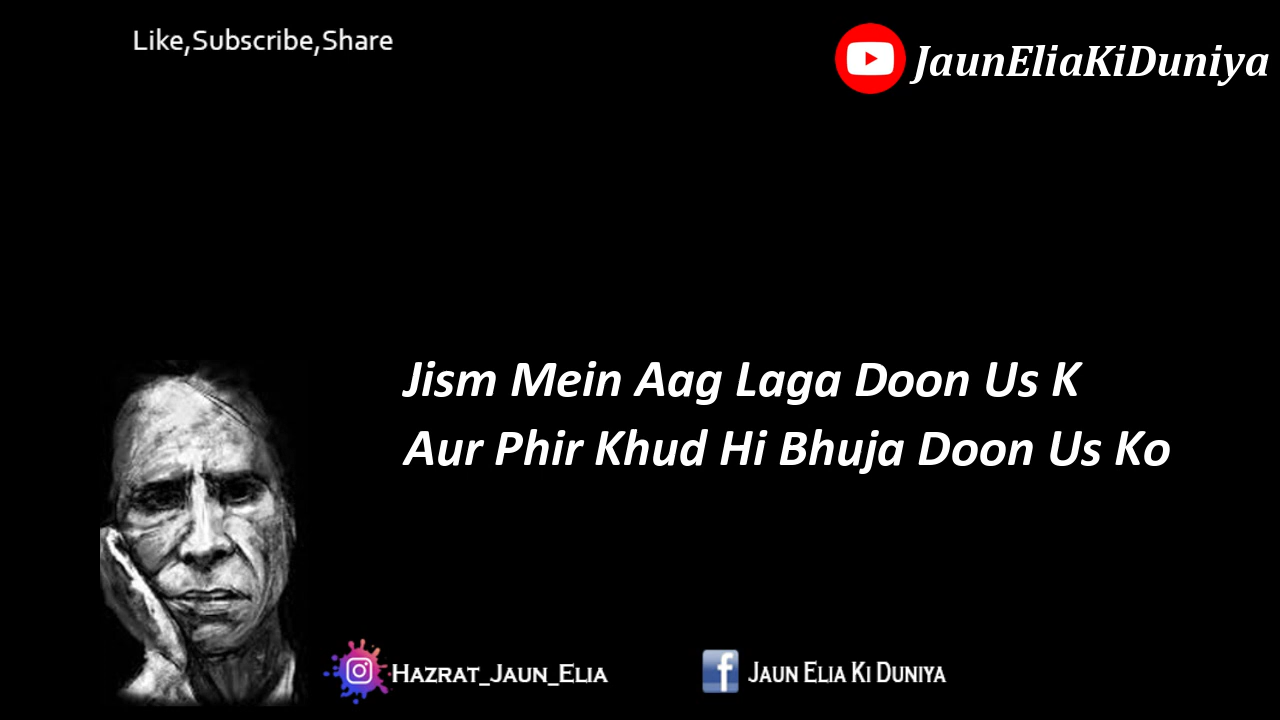 Like,Subscribe,Share
JaunEliaKiDuniya
Jism Mein Aag Laga Doon Us K
Aur Phir Khud Hi Bhuja Doon Us Ko
Hazrat_Jaun_Elia
Jaun Elia Ki Duniya